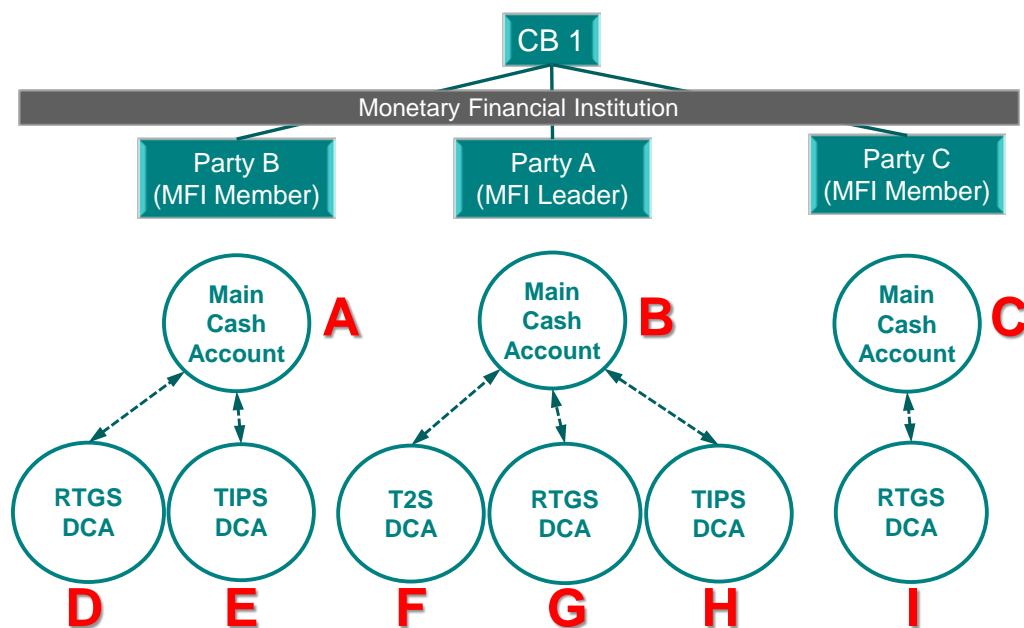 CB 1
Monetary Financial Institution
Party B
(MFI Member)
Party A
(MFI Leader)
Party C
(MFI Member)
Main
Cash
Account
A
Main
Cash
Account
B
Main
Cash
Account
C
RTGS
DCA
TIPS
DCA
T2S
DCA
RTGS
DCA
TIPS
DCA
RTGS
DCA
D
E
F
G
H
I